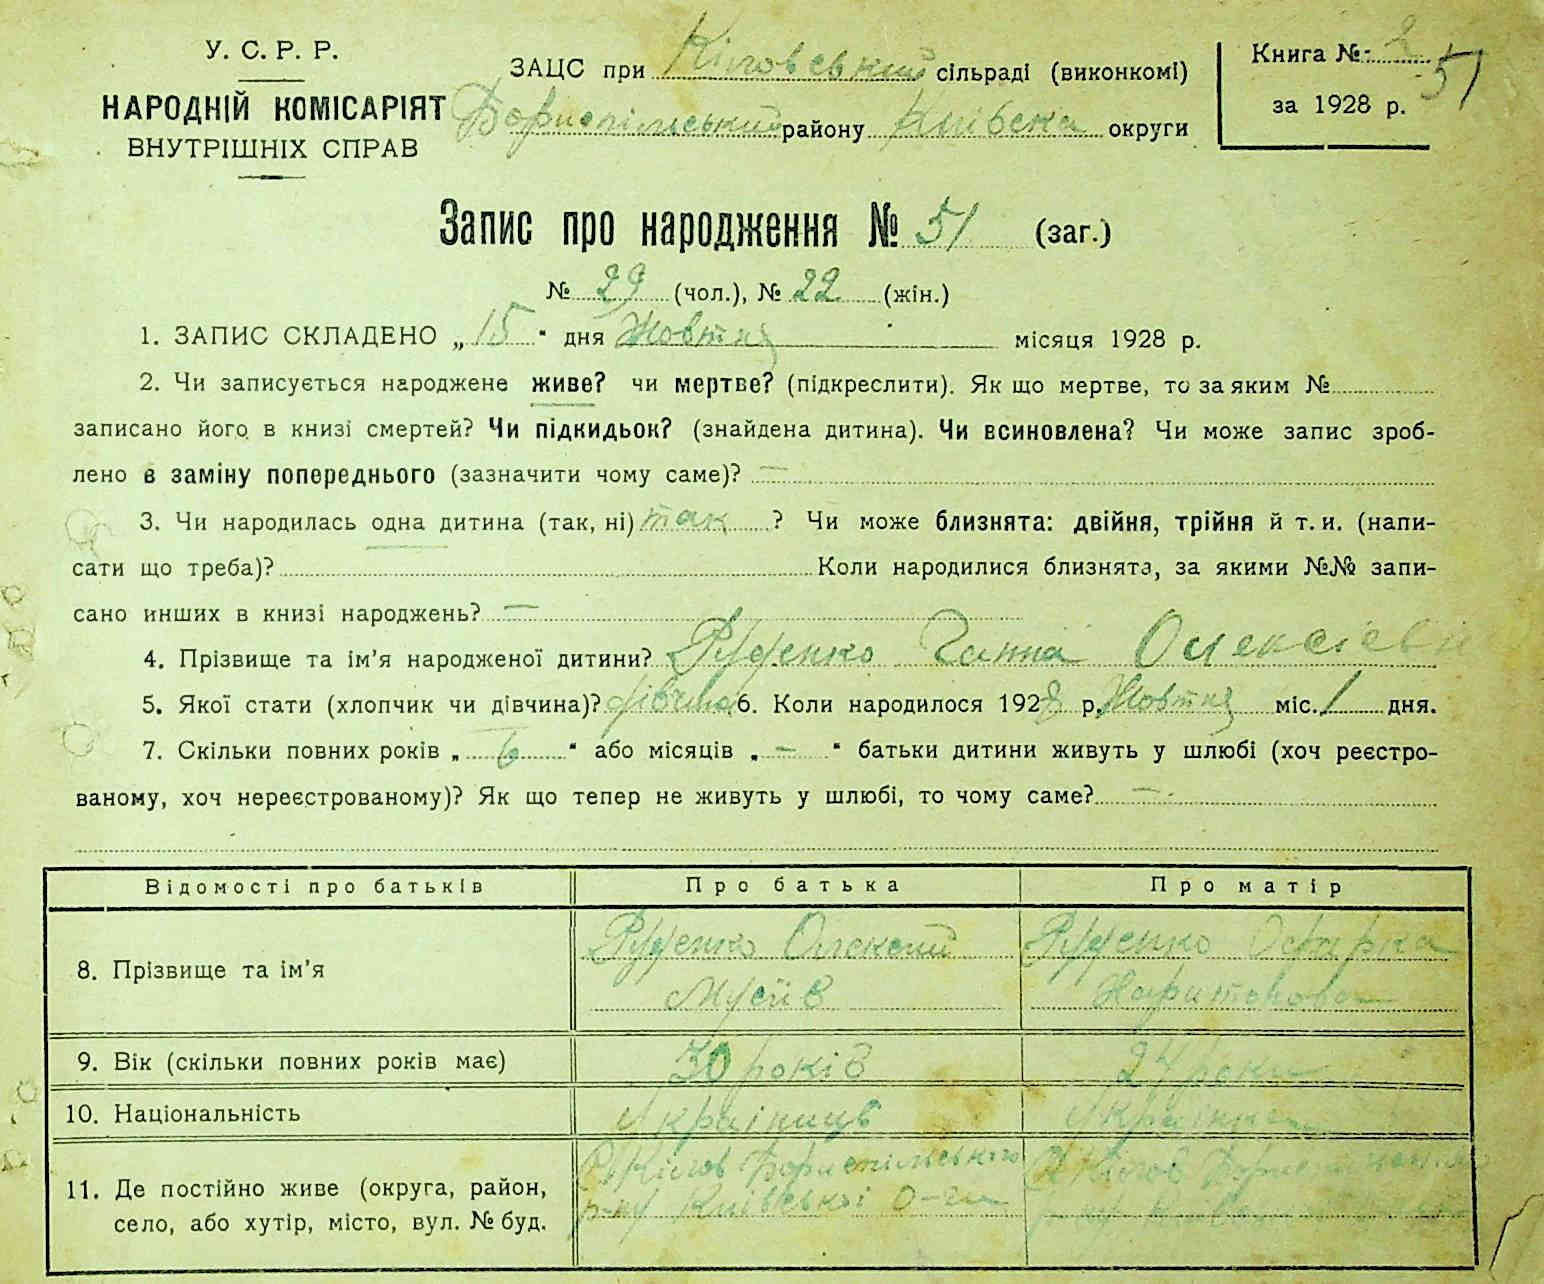 У. С. Р. Р.
НАРОДНІЙ КОМІСАРІЯТ
ВНУТРІШНІХ СПРАВ
ЗАЦС при сільраді (виконкомі)
Бориспільський району Київска округи
Книга № 2
51
за 1928 р.
Запис про народження № 51 (заг.)
№ 29 (чол.), № 22 (жін.)
1. ЗАПИС СКЛАДЕНО „ 15 “ дня Жовтня місяця 1928 р.
2. Чи записується народжене живе? чи мертве? (підкреслити). Як що мертве, то за яким №
записано його в книзі смертей? Чи підкидьок? (знайдена дитина). Чи всиновлена? Чи може запис зроб-
лено в заміну попереднього (зазначити чому саме)? —
3. Чи народилась одна дитина (так, ні) так ? Чи може близнята: двійня, трійня й т. и. (напи-
сати що треба)? Коли народилися близнята, за якими №№ запи-
сано инших в книзі народжень? —
4. Прізвище та ім’я народженої дитини? Руденко Ганна
5. Якої стати (хлопчик чи дівчина)? дівчина 6. Коли народилося 1928 р. Жовтня міс. 1 дня.
7. Скільки повних років „ 6 “ або місяців „ — “ батьки дитини живуть у шлюбі (хоч реєстро-
ваному, хоч нереєстрованому)? Як що тепер не живуть у шлюбі, то чому саме? —
Відомості про батьків Про батька Про матір
8. Прізвище та ім’я
Руденко Олексій
Мусійв
Руденко
Харитонова
9. Вік (скільки повних років має) 30 років 24 роки
10. Національність Українець Українка
11. Де постійно живе (округа, район,
село, або хутір, місто, вул. № буд.
Бориспільського
р-ну Київської о-ги